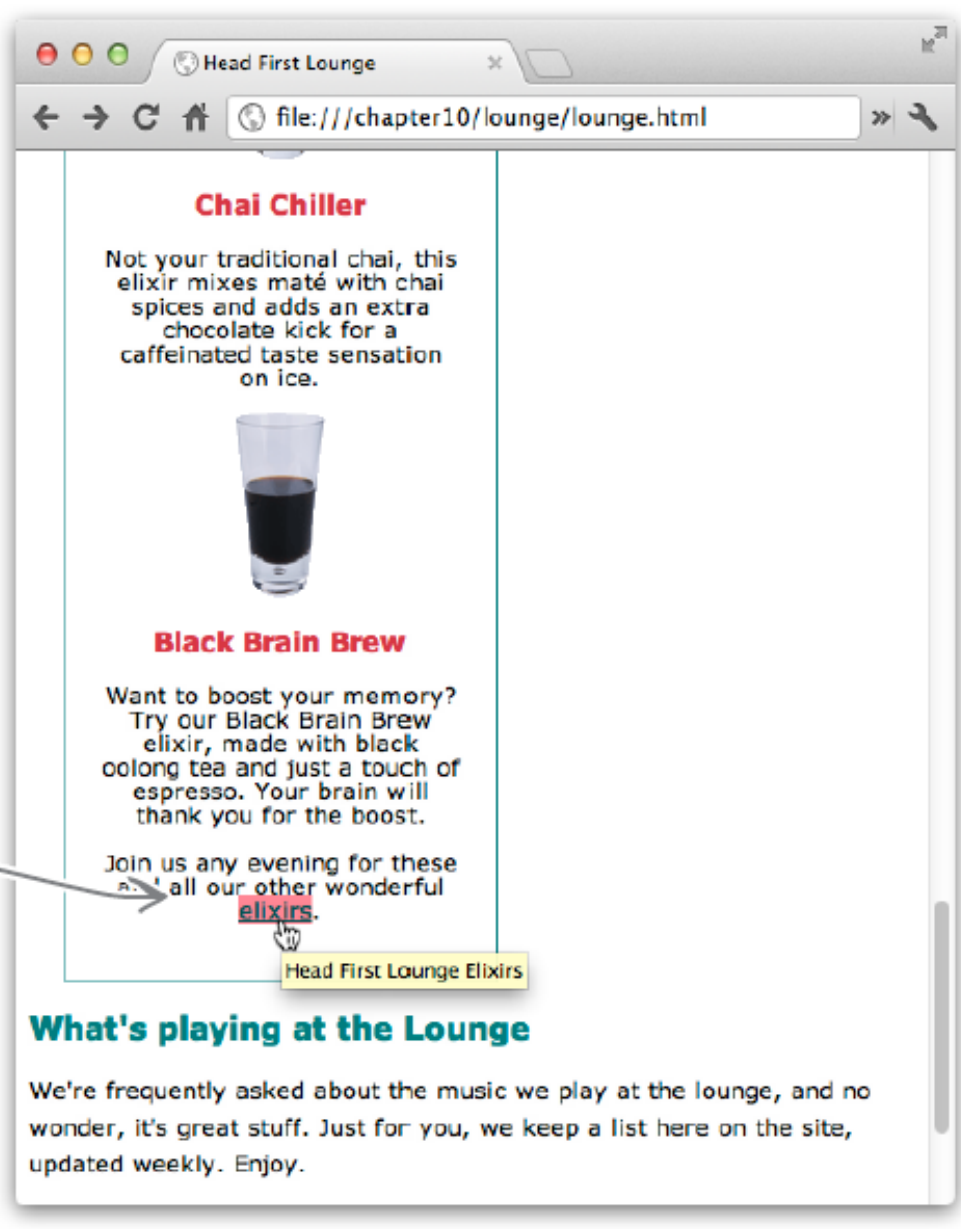 Head First Lounge
file:///chapter10/lounge/lounge.html
Chai Chiller
Not your traditional chai, this
elixir mixes maté with chai
spices and adds an extra
chocolate kick for a
caffeinated taste sensation
on ice.
Black Brain Brew
Want to boost your memory?
Try our Black Brain Brew
elixir, made with black
oolong tea and just a touch of
espresso. Your brain will
thank you for the boost.
Join us any evening for these
all our other wonderful
elixirs.
Head First Lounge Elixirs
What's playing at the Lounge
We're frequently asked about the music we play at the lounge, and no
wonder, it's great stuff. Just for you, we keep a list here on the site,
updated weekly. Enjoy.